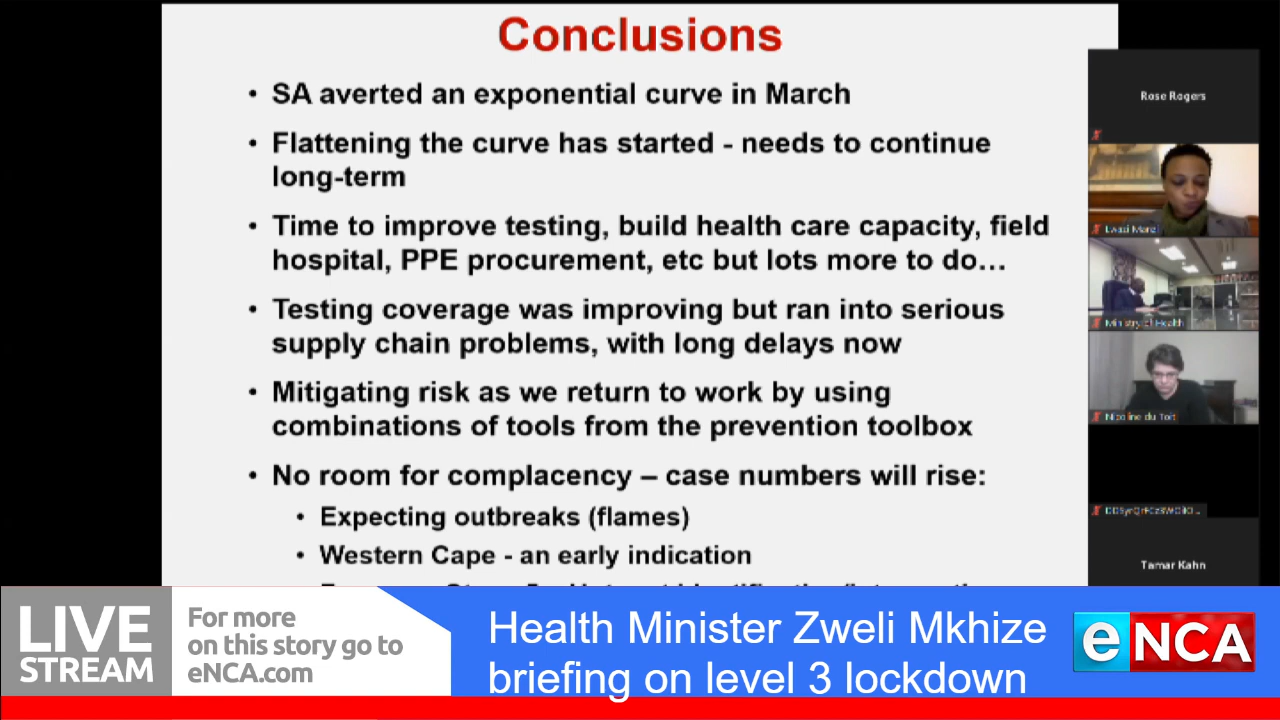 Conclusions
• SA averted an exponential curve in March
• Flattening the curve has started - needs to continue
long-term
• Time to improve testing, build health care capacity, field
hospital, PPE procurement, etc but lots more to do…
• Testing coverage was improving but ran into serious
supply chain problems, with long delays now
• Mitigating risk as we return to work by using
combinations of tools from the prevention toolbox
• No room for complacency – case numbers will rise:
• Expecting outbreaks (flames)
• Western Cape - an early indication
Rose Rogers
Ministry of Health
Nicoline du Toit
Tamar Kahn
LIVE
STREAM
For more
on this story go to
eNCA.com
Health Minister Zweli Mkhize
briefing on level 3 lockdown
eNCA